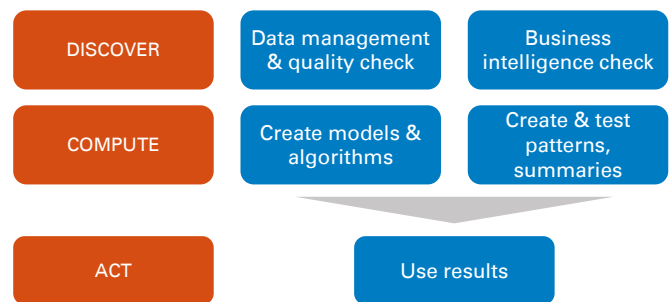 DISCOVER
Data management
& quality check
Business
intelligence check
COMPUTE
Create models &
algorithms
Create & test
patterns,
summaries
ACT
Use results